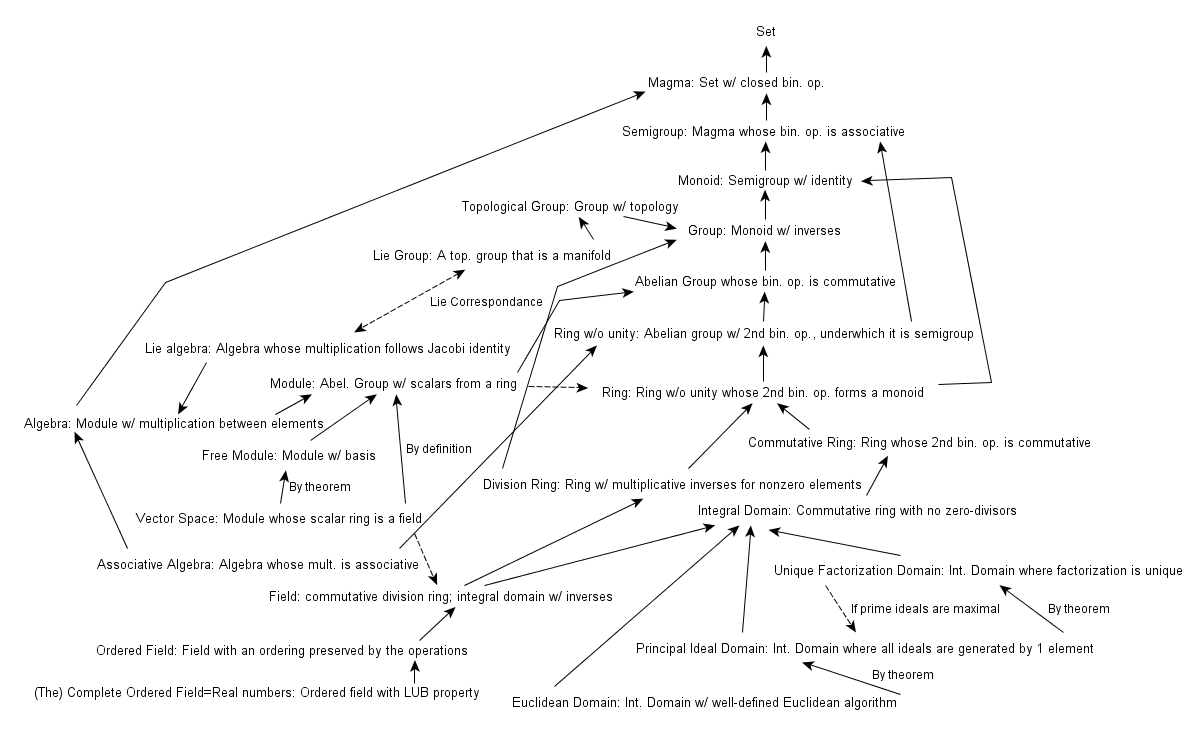 Set
Magma: Set w/ closed bin. op.
Semigroup: Magma whose bin. op. is associative
Monoid: Semigroup w/ identity
Topological Group: Group w/ topology
Group: Monoid w/ inverses
Lie Group: A top. group that is a manifold
Abelian Group whose bin. op. is commutative
Lie Correspondance
Ring w/o unity: Abelian group w/ 2nd bin. op., underwhich it is semigroup
Lie algebra: Algebra whose multiplication follows Jacobi identity
Module: Abel. Group w/ scalars from a ring
Ring: Ring w/o unity whose 2nd bin. op. forms a monoid
Algebra: Module w/ multiplication between elements
Commutative Ring: Ring whose 2nd bin. op. is commutative
By definition
Free Module: Module w/ basis
By theorem
Division Ring: Ring w/ multiplicative inverses for nonzero elements
Integral Domain: Commutative ring with no zero-divisors
Vector Space: Module whose scalar ring is a field
Associative Algebra: Algebra whose mult. is associative
Unique Factorization Domain: Int. Domain where factorization is unique
Field: commutative division ring; integral domain w/ inverses
If prime ideals are maximal
By theorem
Ordered Field: Field with an ordering preserved by the operations
Principal Ideal Domain: Int. Domain where all ideals are generated by 1 element
By theorem
(The) Complete Ordered Field=Real numbers: Ordered field with LUB property
Euclidean Domain: Int. Domain w/ well-defined Euclidean algorithm